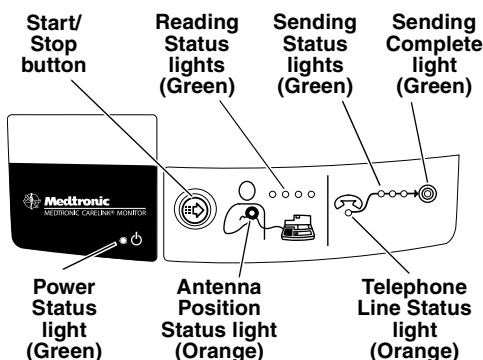 Start/
Stop
button
Reading
Status
lights
(Green)
Sending
Status
lights
(Green)
Sending
Complete
light
(Green)
Medtronic
MEDTRONIC CARELINK® MONITOR
Power
Status
light
(Green)
Antenna
Position
Status light
(Orange)
Telephone
Line Status
light
(Orange)